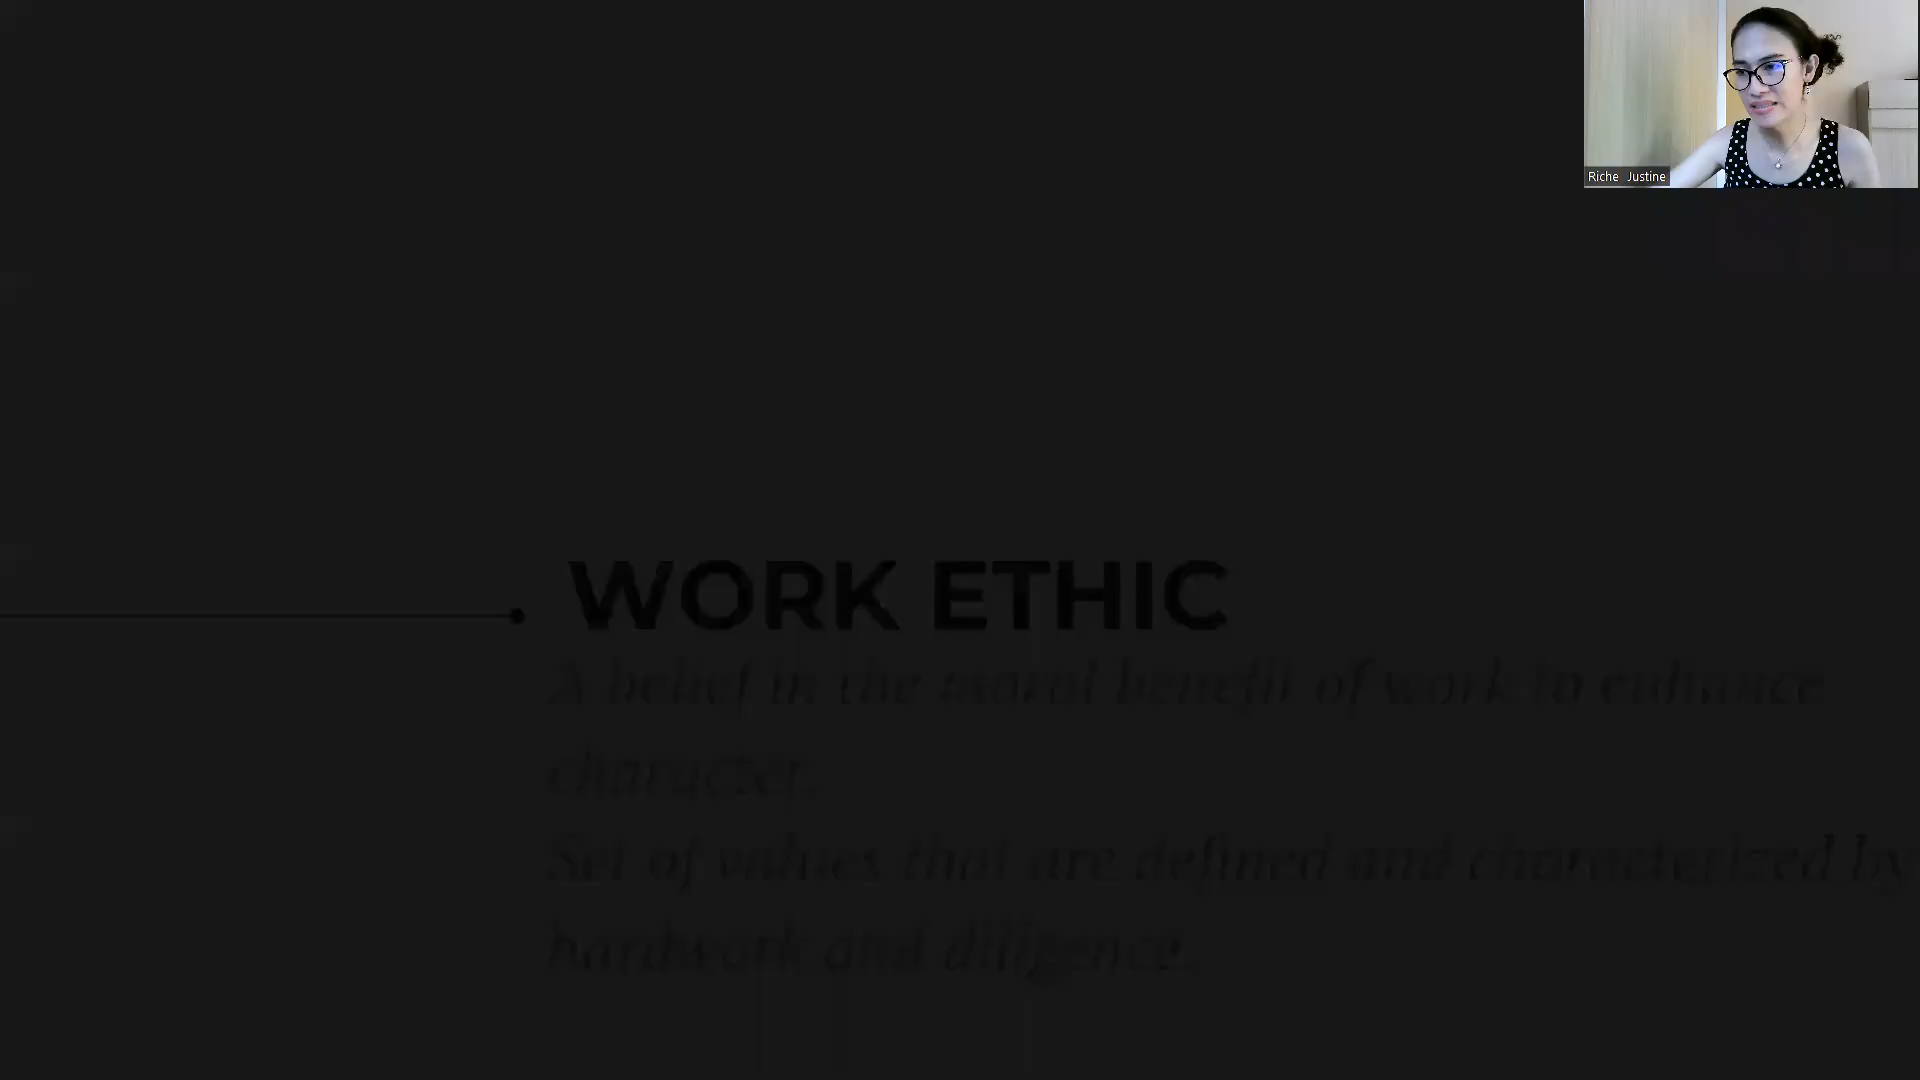 Riche Justine
WORK ETHIC
A belief in the moral benefit of work to enhance
character.
Set of values that are defined and characterized by
hardwork and diligence.